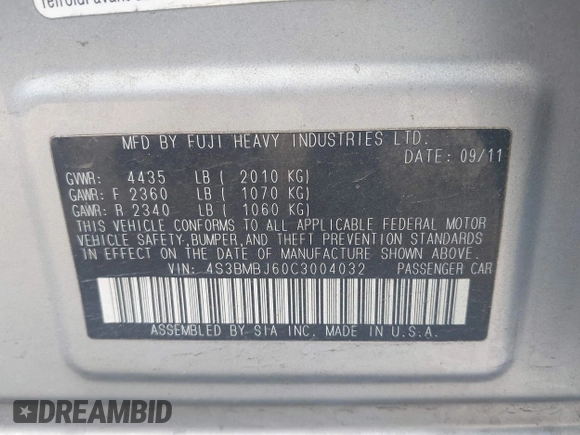 MFD BY FUJI HEAVY INDUSTRIES LTD.
DATE: 09/11
GVWR: 4435 LB ( 2010 KG)
GAWR: F 2360 LB ( 1070 KG)
GAWR: R 2340 LB ( 1060 KG)
THIS VEHICLE CONFORMS TO ALL APPLICABLE FEDERAL MOTOR
VEHICLE SAFETY, BUMPER, AND THEFT PREVENTION STANDARDS
IN EFFECT ON THE DATE OF MANUFACTURE SHOWN ABOVE.
VIN: 4S3BMBJ60C3004032 PASSENGER CAR
ASSEMBLED BY SIA INC. MADE IN U.S.A.
DREAMBID